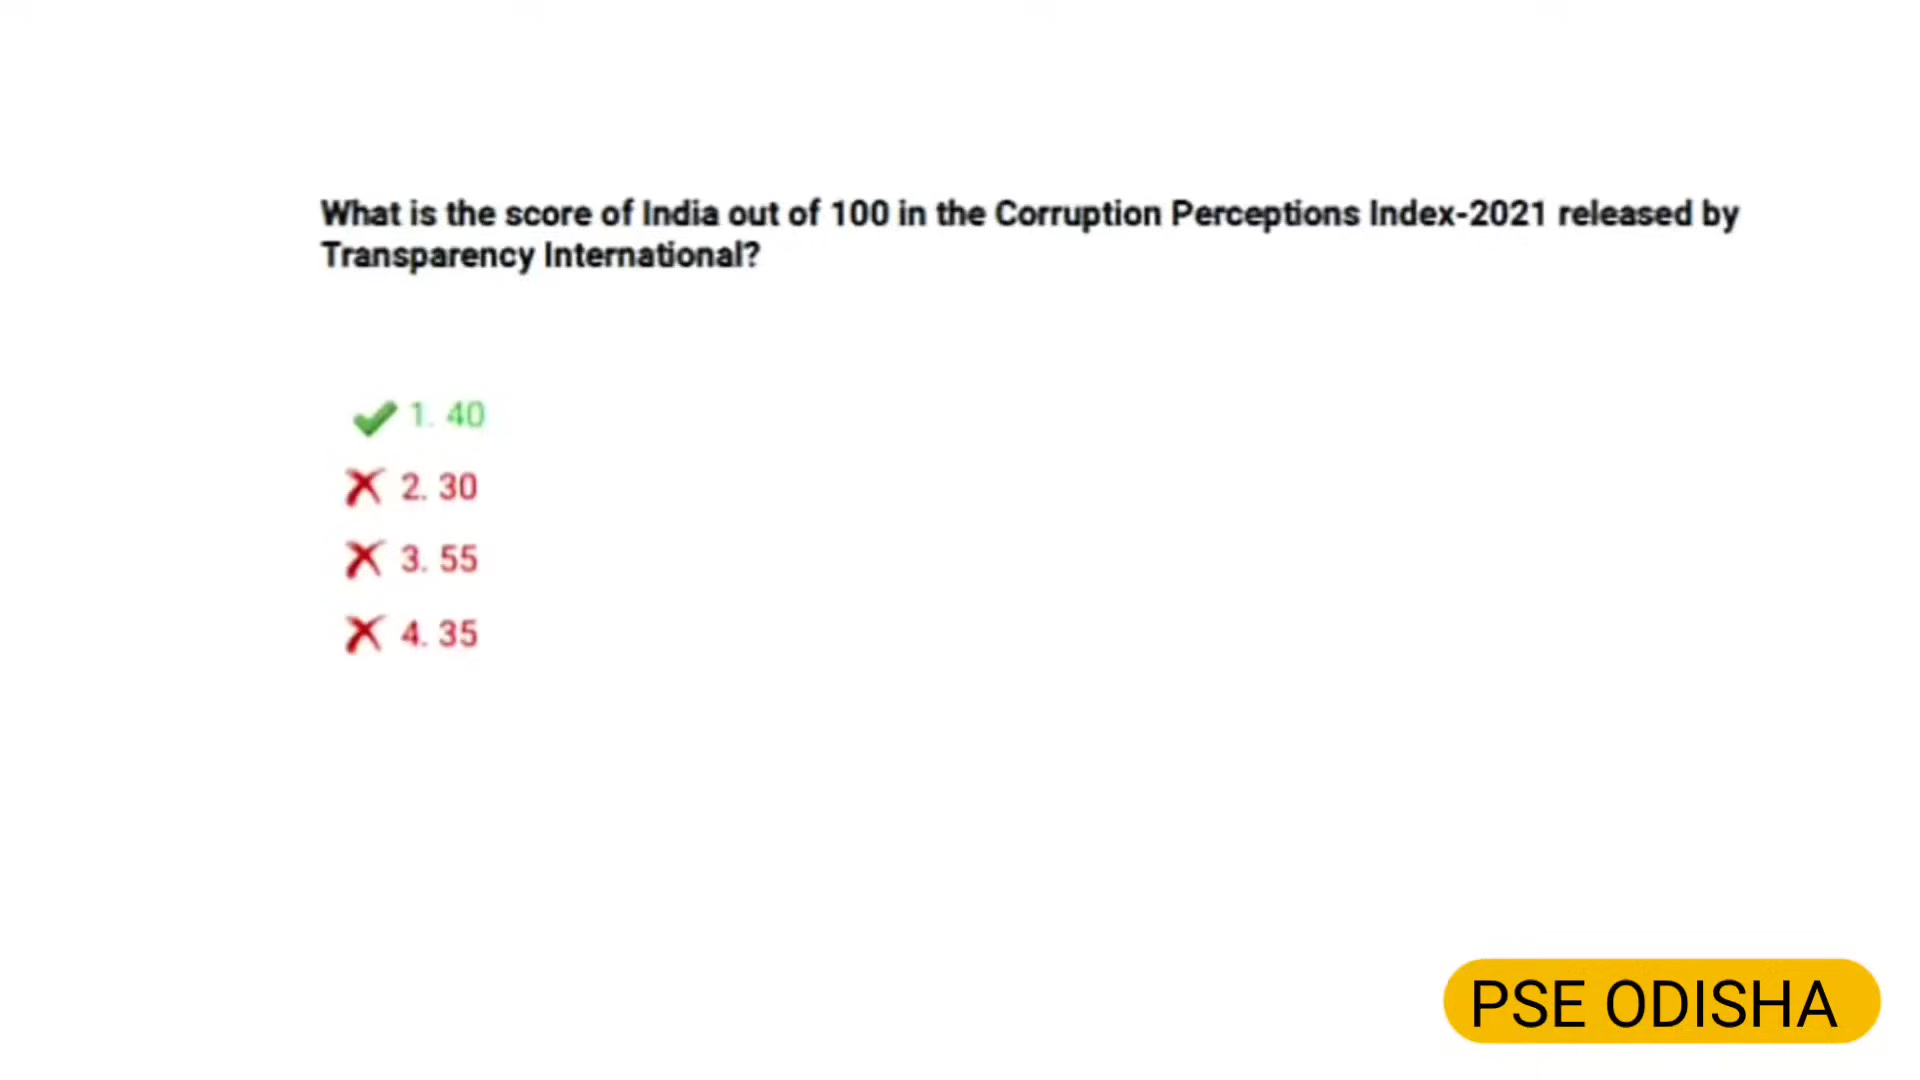 What is the score of India out of 100 in the Corruption Perceptions Index-2021 released by
Transparency International?
1. 40
2. 30
3. 55
4. 35
PSE ODISHA